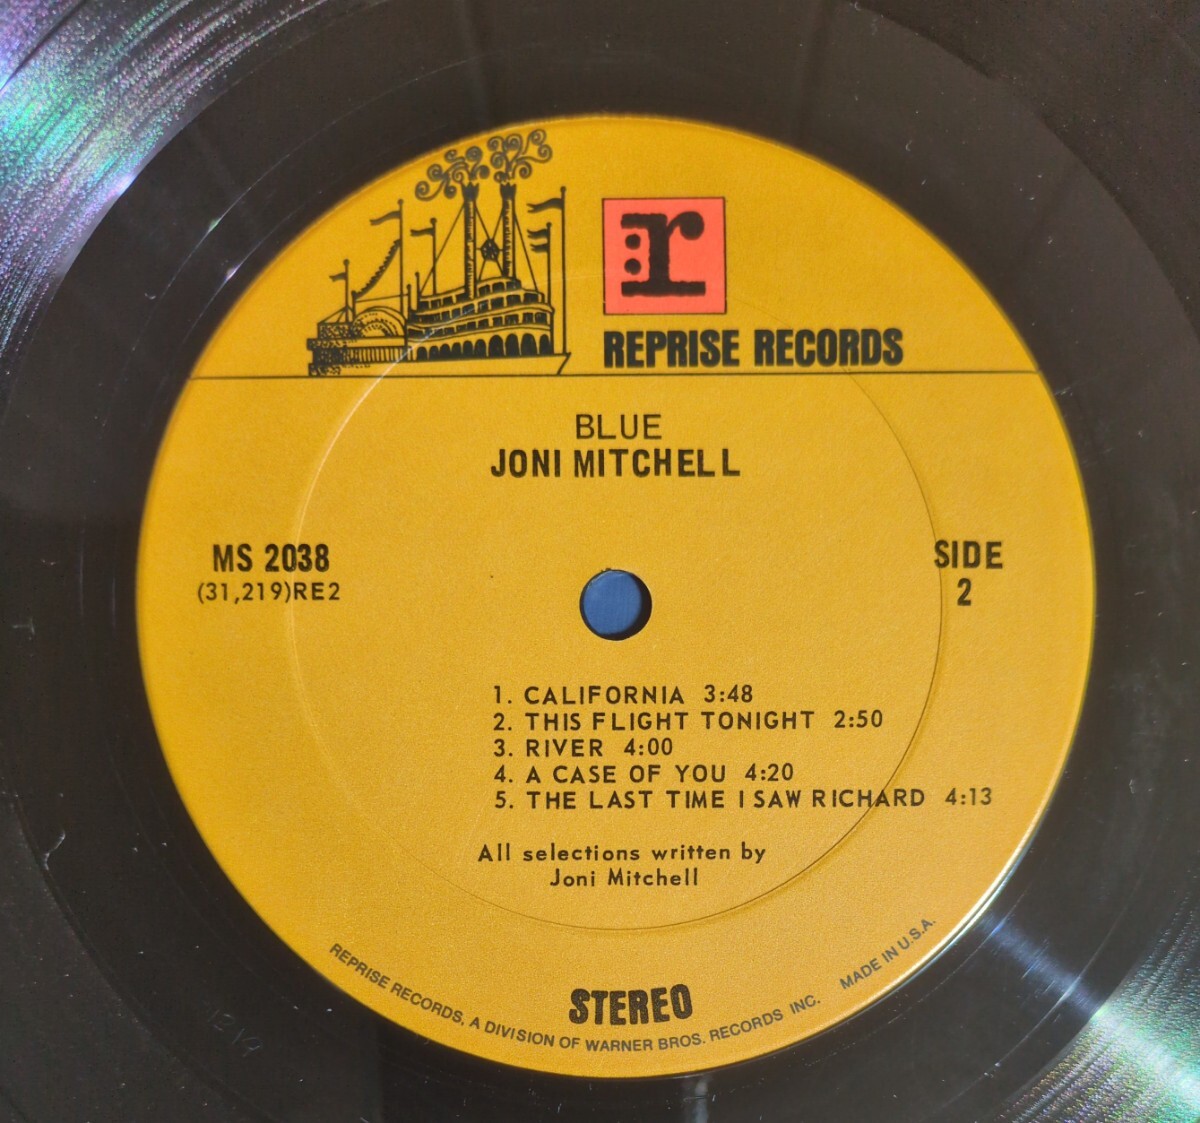 r
REPRISE RECORDS
BLUE
JONI MITCHELL
MS 2038
(31,219)RE2
SIDE
2
1. CALIFORNIA 3:48
2. THIS FLIGHT TONIGHT 2:50
3. RIVER 4:00
4. A CASE OF YOU 4:20
5. THE LAST TIME I SAW RICHARD 4:13
All selections written by
Joni Mitchell
STEREO
REPRISE RECORDS, A DIVISION OF WARNER BROS. RECORDS INC. MADE IN U.S.A.